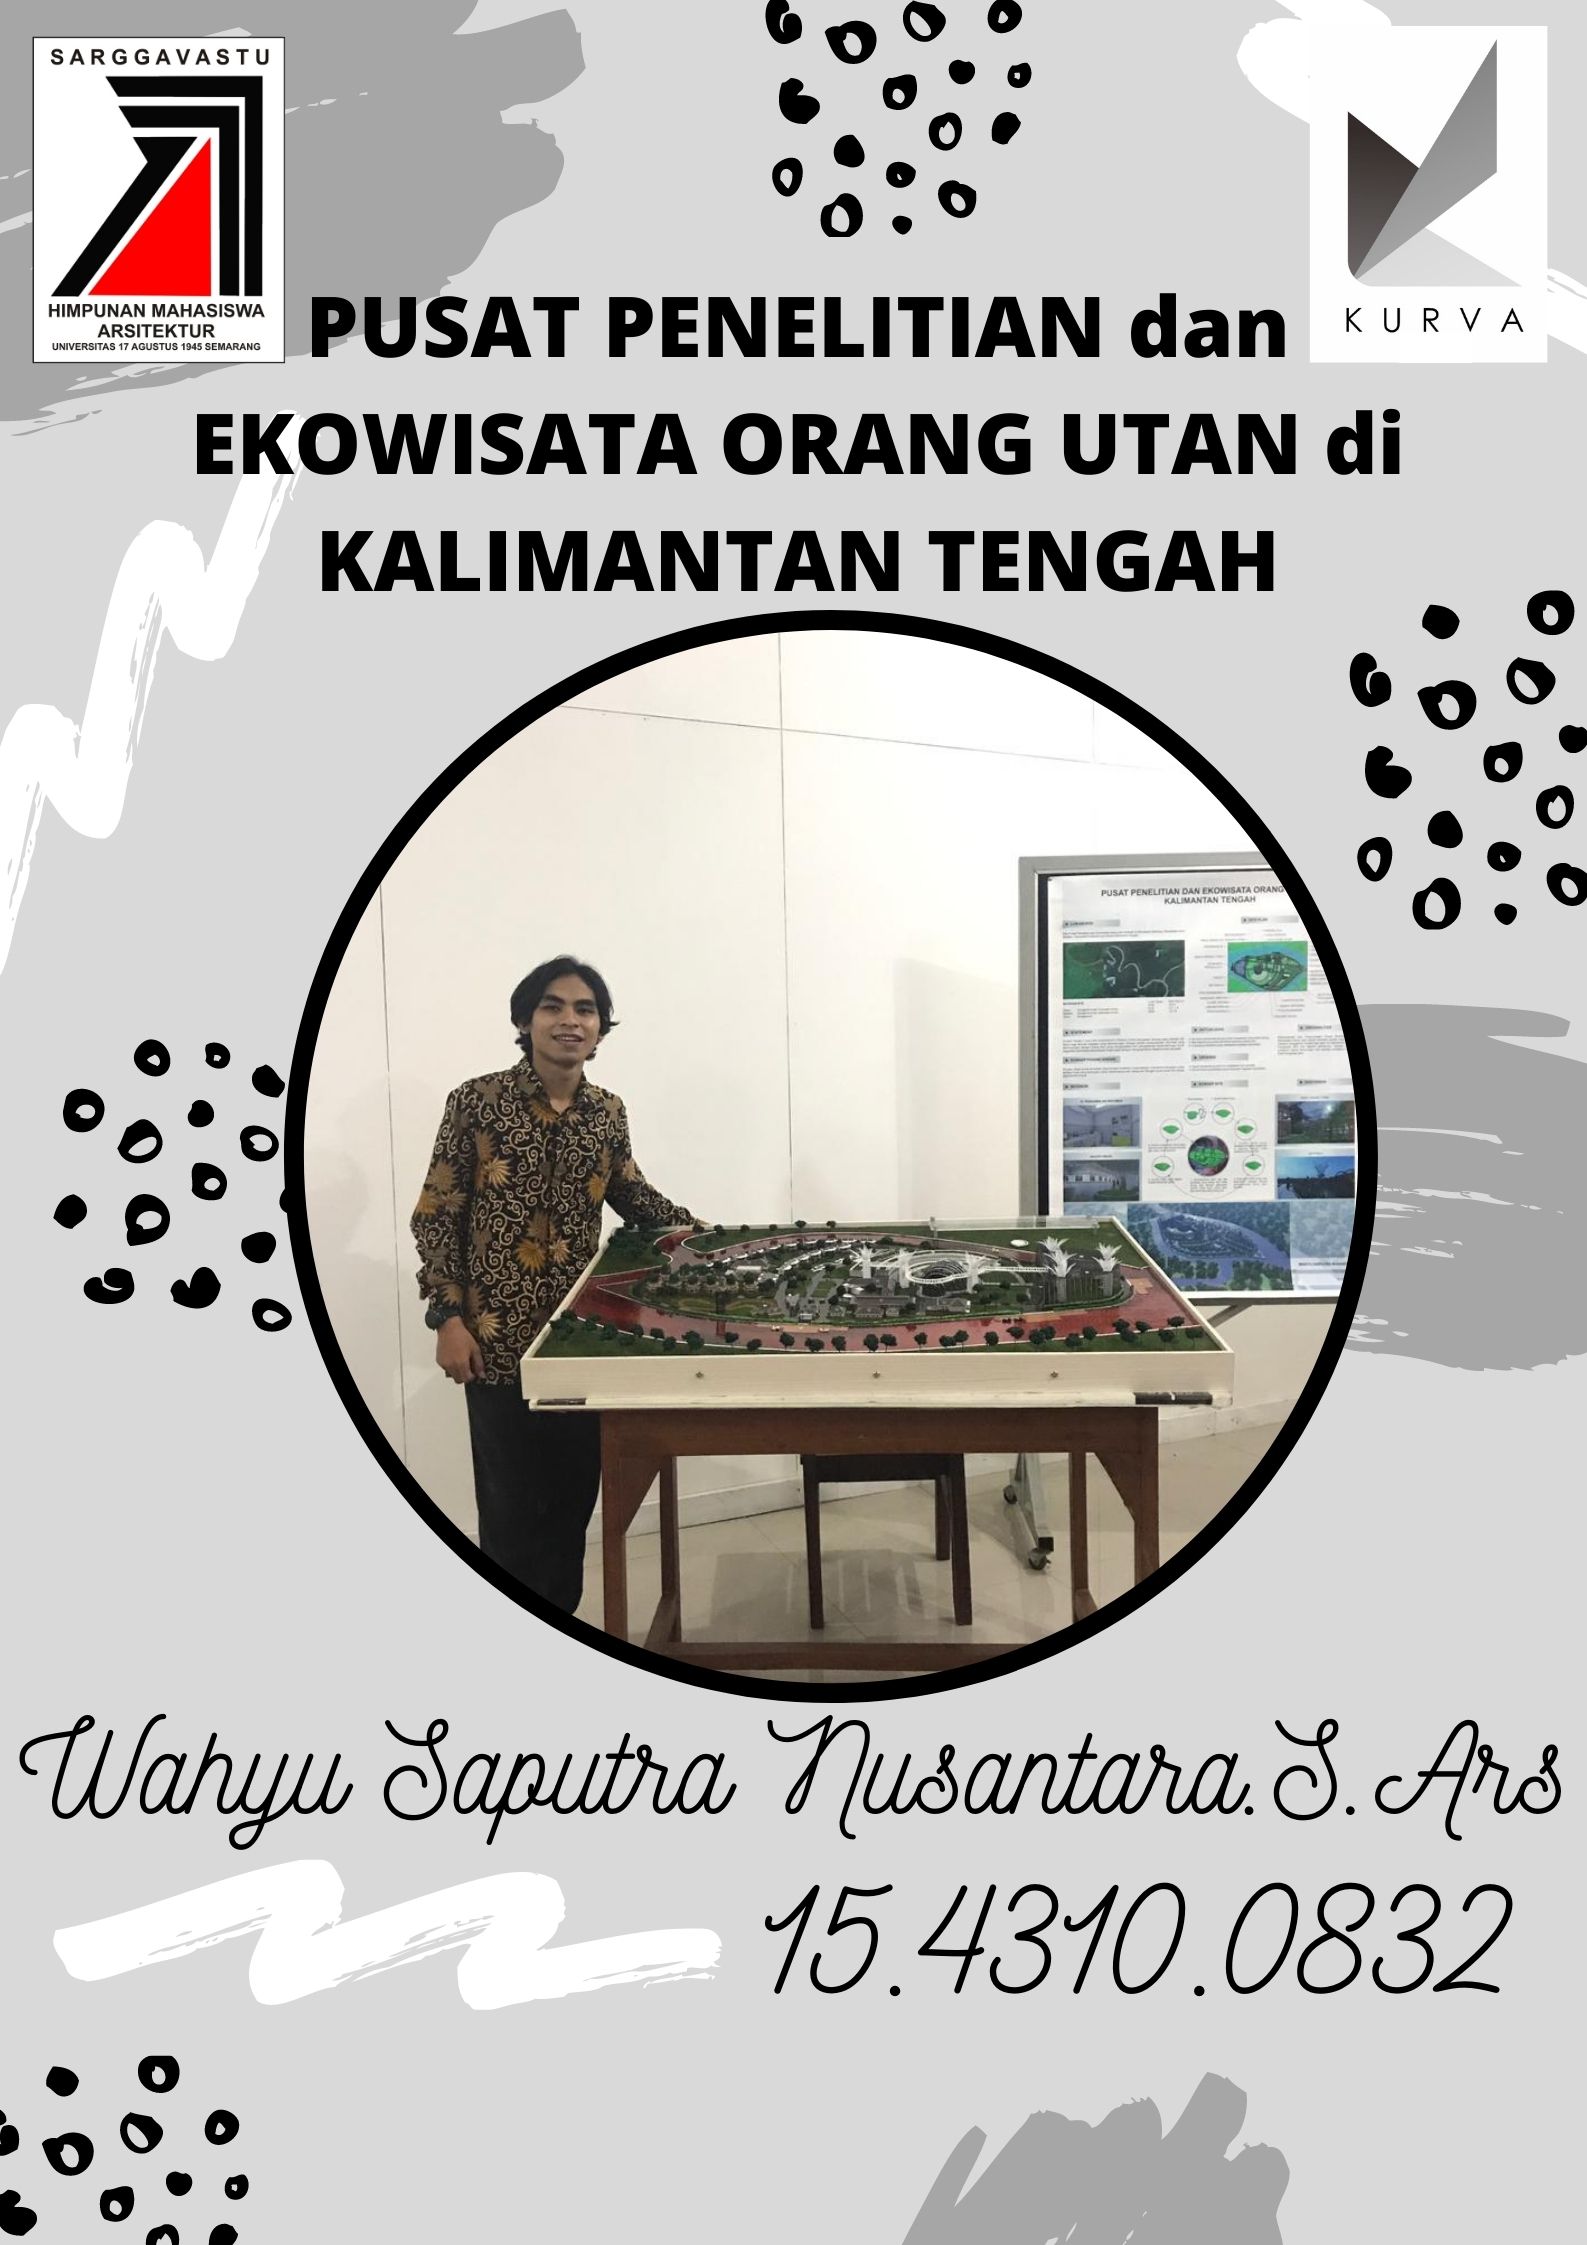 SARGGAVASTU
HIMPUNAN MAHASISWA
ARSITEKTUR
UNIVERSITAS 17 AGUSTUS 1945 SEMARANG
KURVA
PUSAT PENELITIAN dan
EKOWISATA ORANG UTAN di
KALIMANTAN TENGAH
PUSAT PENELITIAN DAN EKOWISATA ORANG
KALIMANTAN TENGAH
Wahyu Saputra Nusantara.S.Ars
15.4310.0832